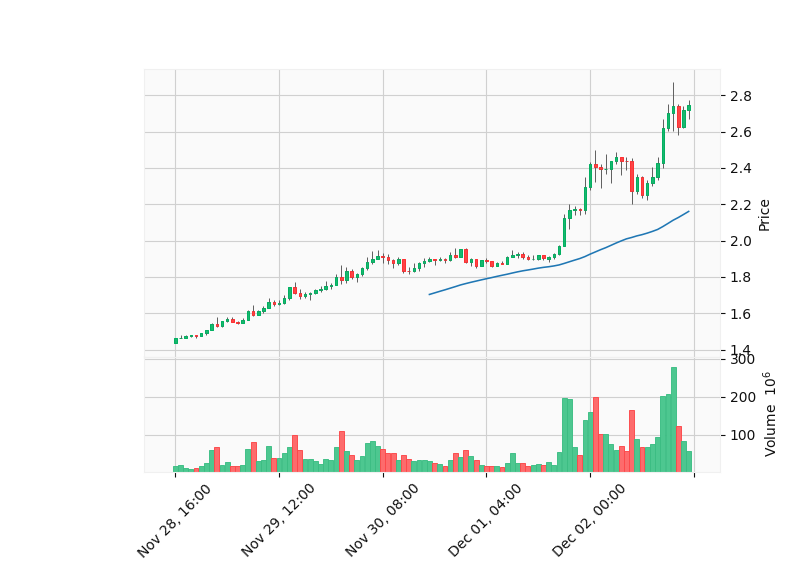 2.8
2.6
2.4
2.2
2.0
1.8
1.6
1.4
Price
300
200
100
Volume 10^6
Nov 28, 16:00
Nov 29, 12:00
Nov 30, 08:00
Dec 01, 04:00
Dec 02, 00:00